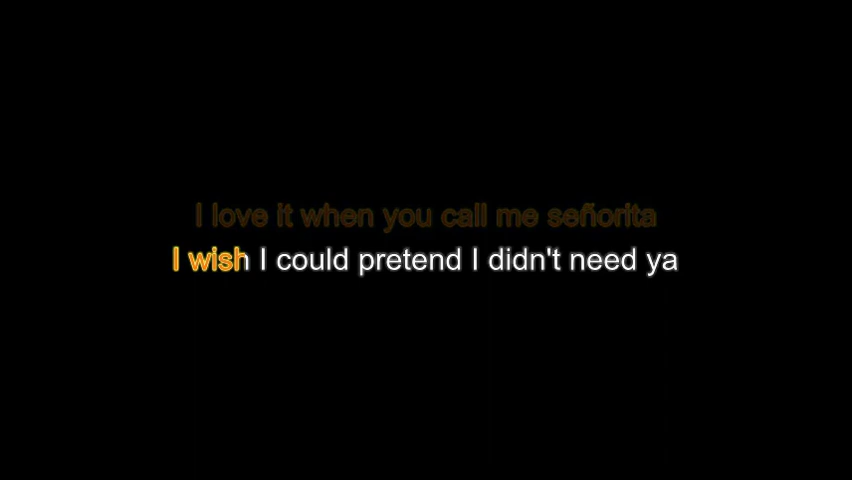 I love it when you call me señorita
I wish I could pretend I didn't need ya